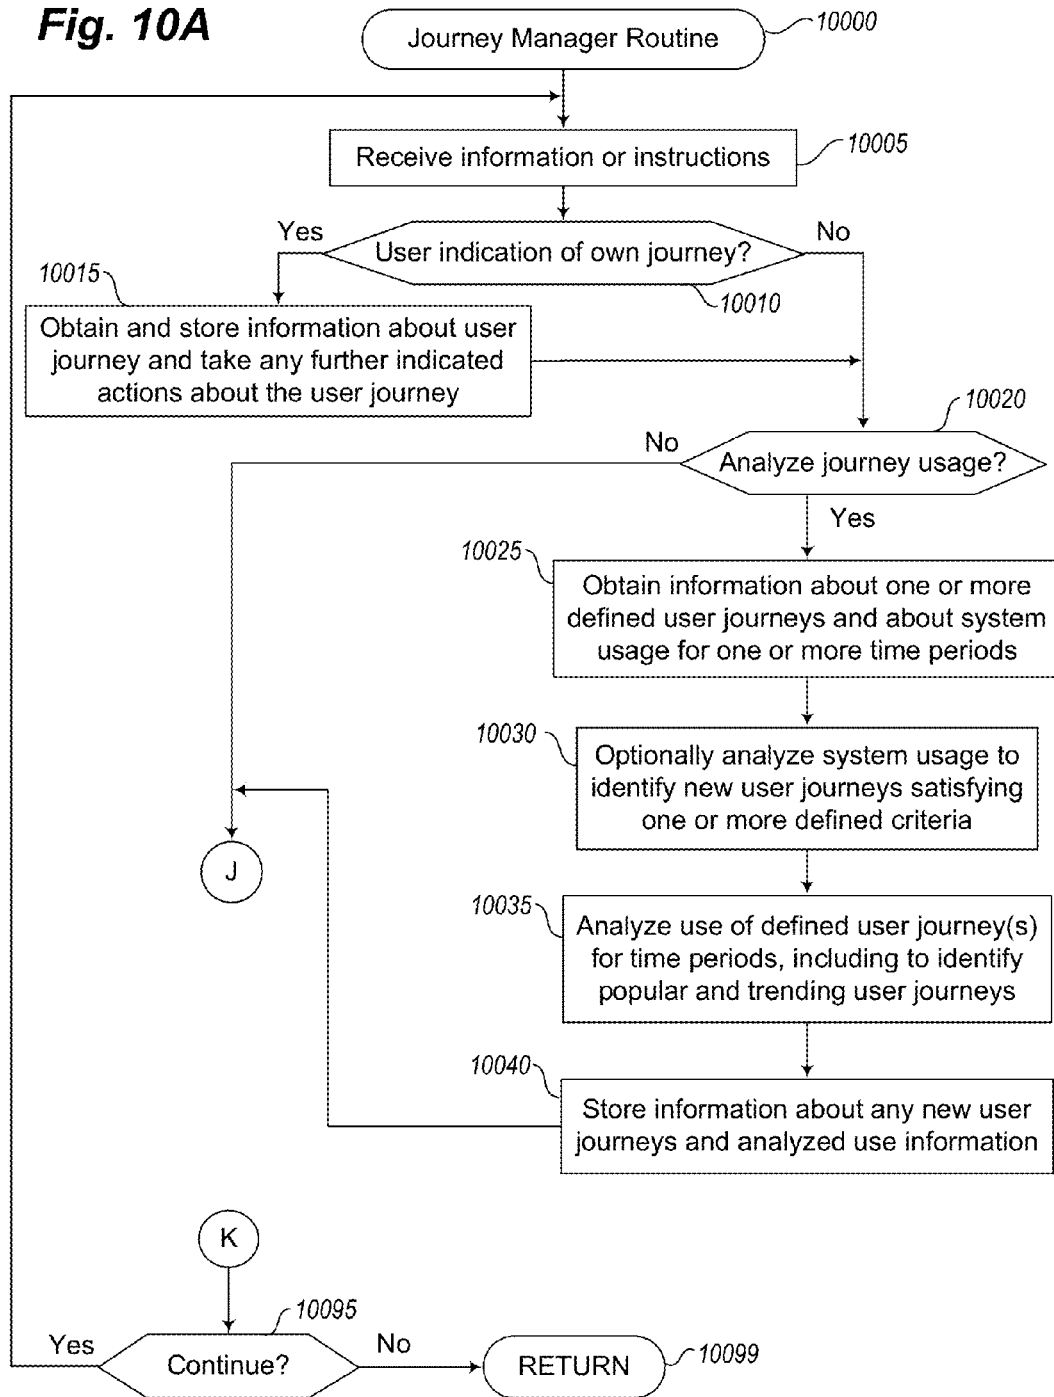 Fig. 10A
Journey Manager Routine
10000
Receive information or instructions
10005
Yes
User indication of own journey?
No
10010
10015
Obtain and store information about user
journey and take any further indicated
actions about the user journey
10020
No
Analyze journey usage?
Yes
10025
Obtain information about one or more
defined user journeys and about system
usage for one or more time periods
10030
Optionally analyze system usage to
identify new user journeys satisfying
one or more defined criteria
J
10035
Analyze use of defined user journey(s)
for time periods, including to identify
popular and trending user journeys
10040
Store information about any new user
journeys and analyzed use information
K
10095
Yes
Continue?
No
RETURN
10099